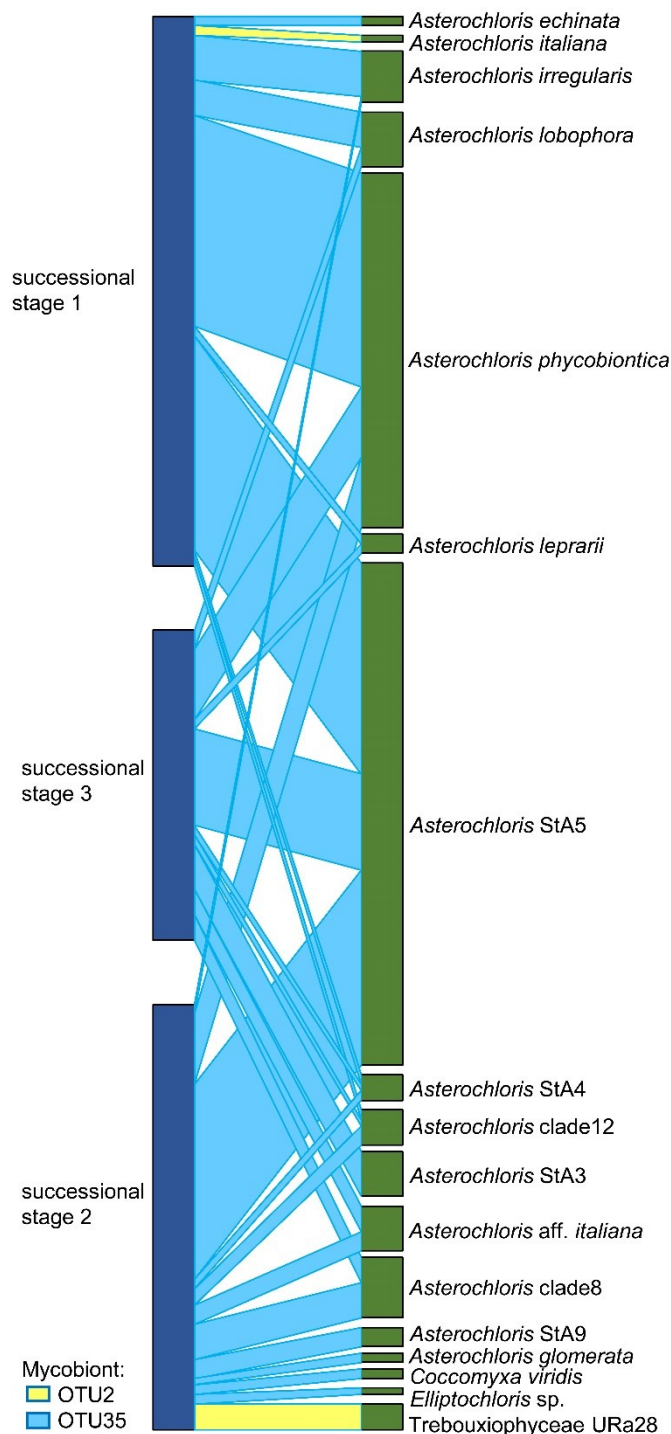 Asterochloris echinata
Asterochloris italiana
Asterochloris irregularis
Asterochloris lobophora
successional
stage 1
Asterochloris phycobiontica
Asterochloris leprarii
successional
stage 3
Asterochloris StA5
Asterochloris StA4
Asterochloris clade12
Asterochloris StA3
successional
stage 2
Asterochloris aff. italiana
Asterochloris clade8
Asterochloris StA9
Asterochloris glomerata
Coccomyxa viridis
Elliptochloris sp.
Trebouxiophyceae URa28
Mycobiont:
OTU2
OTU35